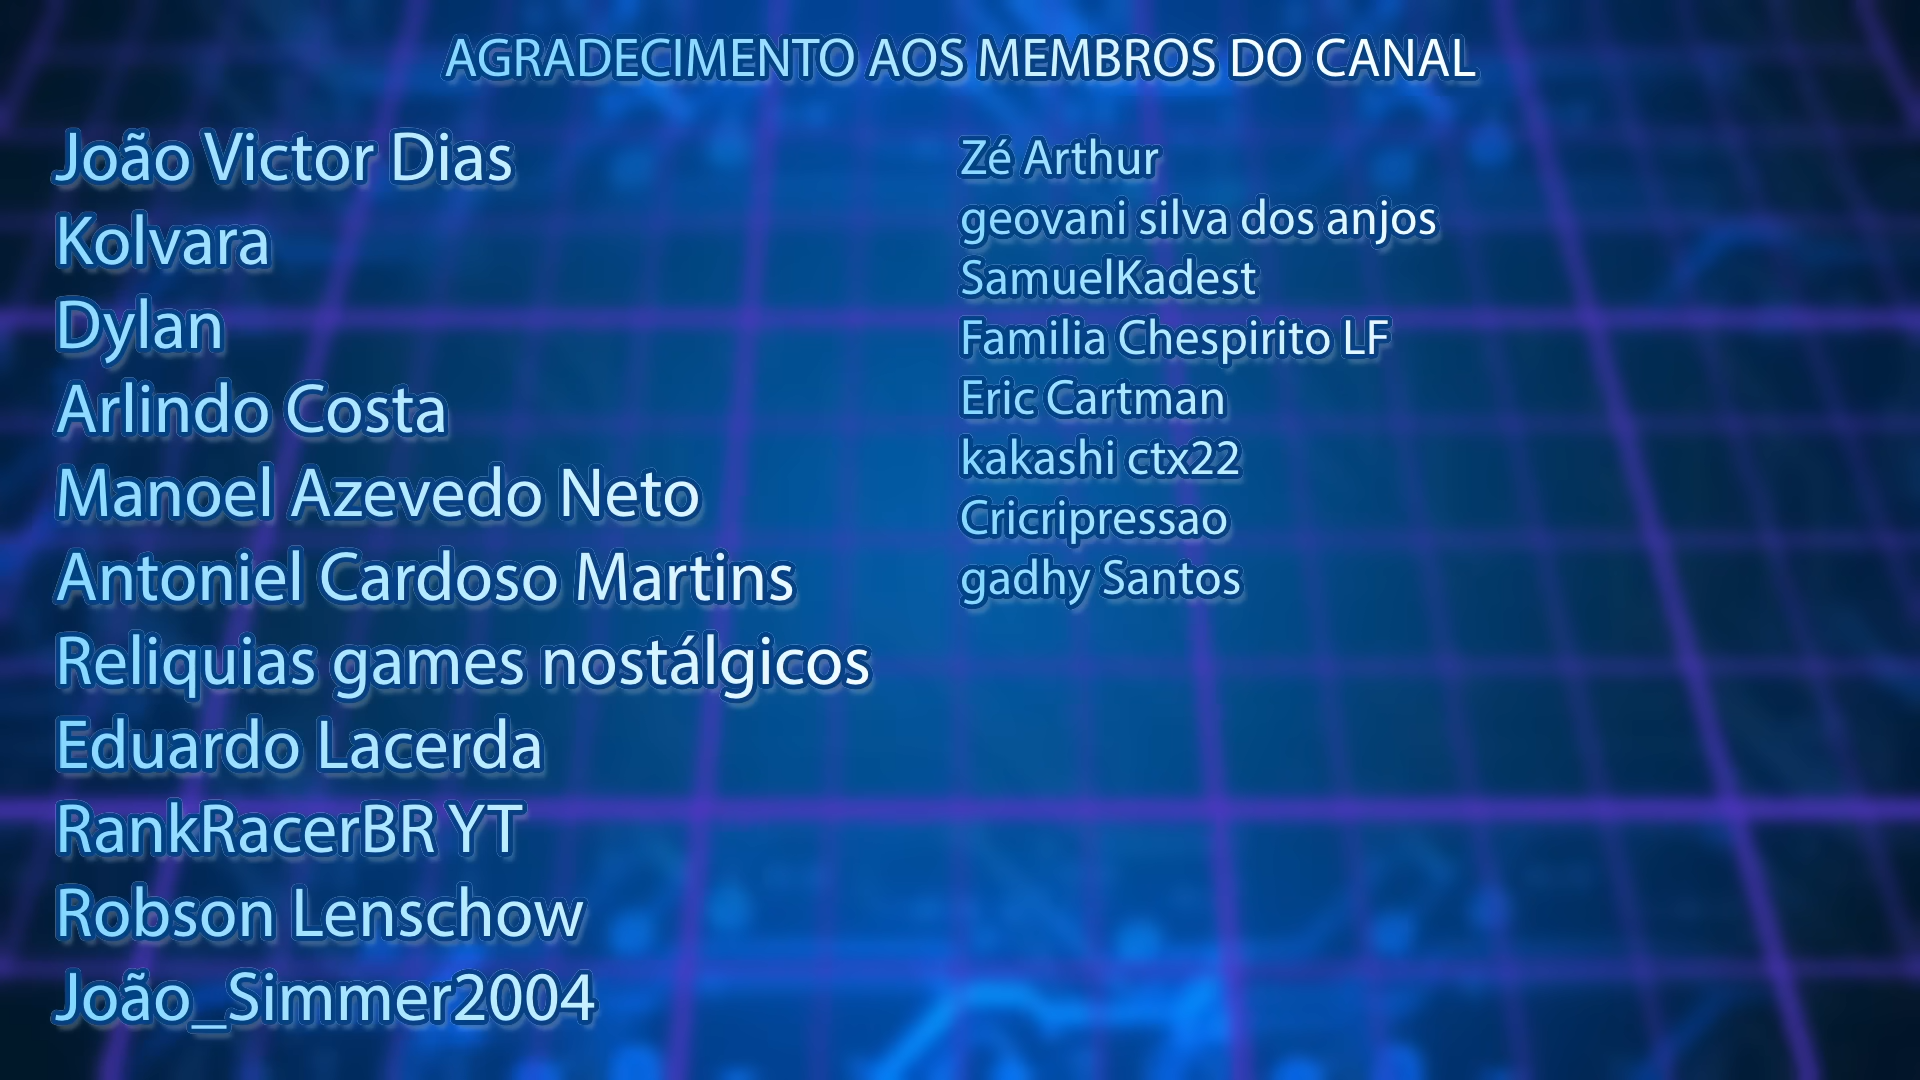 AGRADECIMENTO AOS MEMBROS DO CANAL
João Victor Dias
Kolvara
Dylan
Arlindo Costa
Manoel Azevedo Neto
Antoniel Cardoso Martins
Reliquias games nostálgicos
Eduardo Lacerda
RankRacerBR YT
Robson Lenschow
João_Simmer2004
Zé Arthur
geovani silva dos anjos
SamuelKadest
Familia Chespirito LF
Eric Cartman
kakashi ctx22
Cricripressao
gadhy Santos